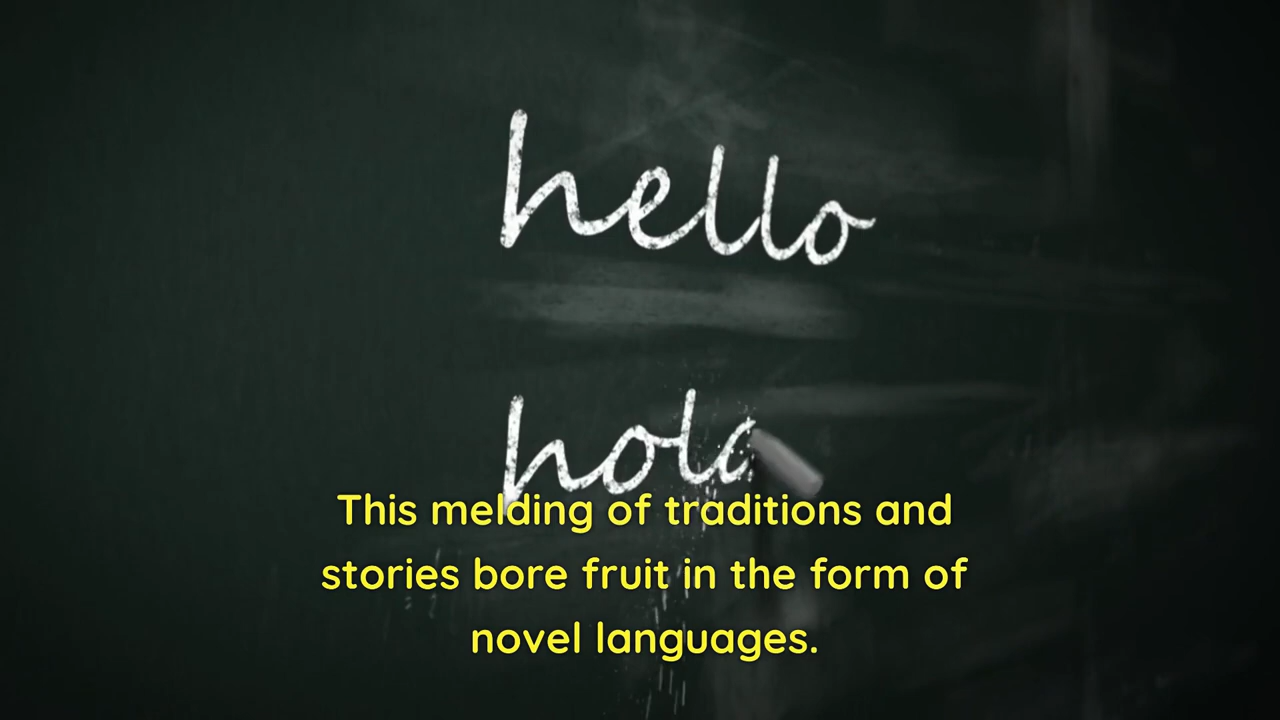 hello
hola
This melding of traditions and
stories bore fruit in the form of
novel languages.